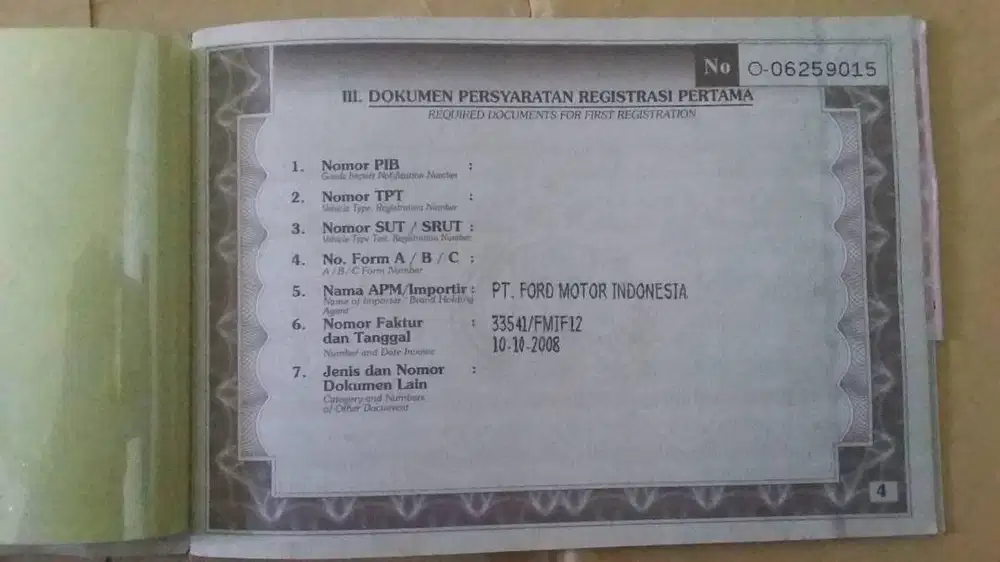 No O-06259015
III. DOKUMEN PERSYARATAN REGISTRASI PERTAMA
REQUIRED DOCUMENTS FOR FIRST REGISTRATION
1. Nomor PIB :
Goods Import Notification Number
2. Nomor TPT :
Vehicle Type Registration Number
3. Nomor SUT / SRUT :
Vehicle Type Test Registration Number
4. No. Form A / B / C :
A / B / C Form Number
5. Nama APM/Importir : PT. FORD MOTOR INDONESIA
Name of Importer / Brand Holding
Agent
6. Nomor Faktur : 33541/FMIF12
dan Tanggal 10-10-2008
Number and Date Invoice
7. Jenis dan Nomor :
Dokumen Lain
Category and Numbers
of Other Document
4